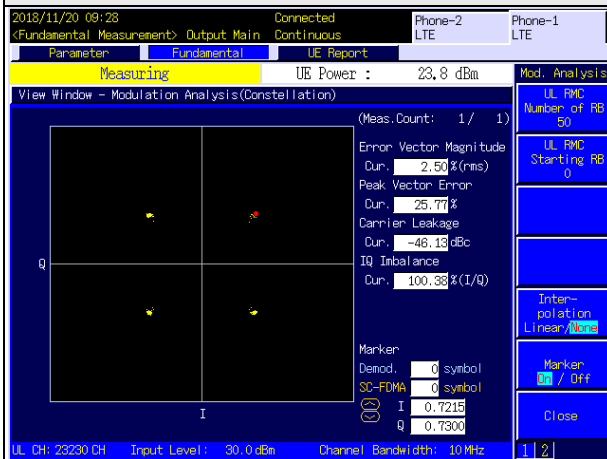 2018/11/20 09:28 Connected Phone-2 Phone-1
<Fundamental Measurement> Output Main Continuous LTE LTE
Parameter Fundamental UE Report
Measuring UE Power : 23.8 dBm Mod. Analysis
View Window - Modulation Analysis(Constellation)
(Meas.Count: 1/ 1)
Error Vector Magnitude
Cur. 2.50 %(rms)
Peak Vector Error
Cur. 25.77 %
Carrier Leakage
Cur. -46.13 dBc
IQ Imbalance
Cur. 100.38 %(I/Q)
Q
I
Marker
Demod. 0 symbol
SC-FDMA 0 symbol
I 0.7215
Q 0.7300
UL RMC
Number of RB
50
UL RMC
Starting RB
0
Inter-
polation
Linear/None
Marker
On / Off
Close
UL CH: 23230 CH Input Level: 30.0 dBm Channel Bandwidth: 10 MHz 1 2